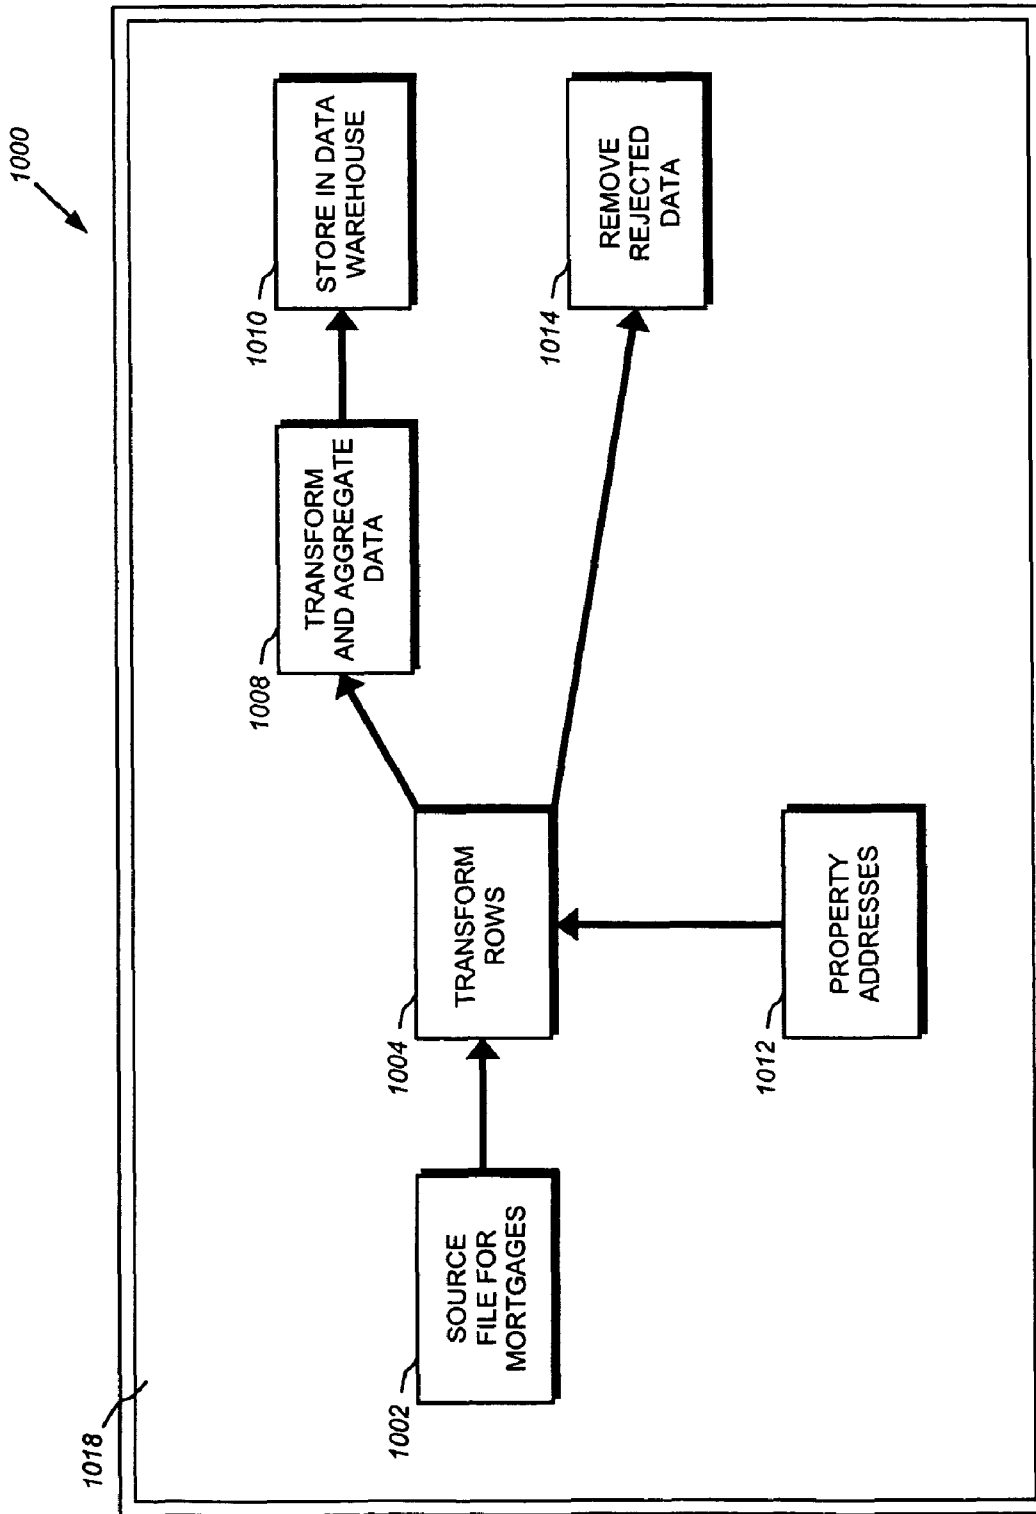 1000
1018
1010
STORE IN DATA
WAREHOUSE
1008
TRANSFORM
AND AGGREGATE
DATA
1014
REMOVE
REJECTED
DATA
1004
TRANSFORM
ROWS
1002
SOURCE
FILE FOR
MORTGAGES
1012
PROPERTY
ADDRESSES